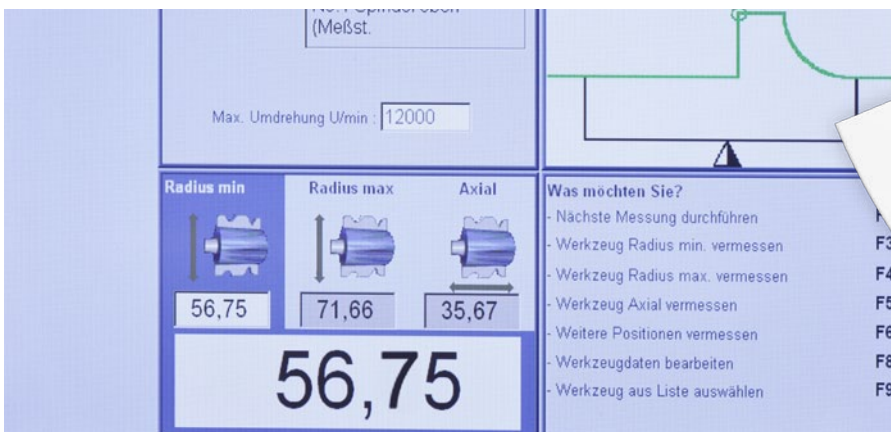 (Meßst.
Max. Umdrehung U/min : 12000
Radius min
Radius max
Axial
56,75
71,66
35,67
56,75
Was möchten Sie?
- Nächste Messung durchführen
- Werkzeug Radius min. vermessen F3
- Werkzeug Radius max. vermessen F4
- Werkzeug Axial vermessen F5
- Weitere Positionen vermessen F6
- Werkzeugdaten bearbeiten F8
- Werkzeug aus Liste auswählen F9